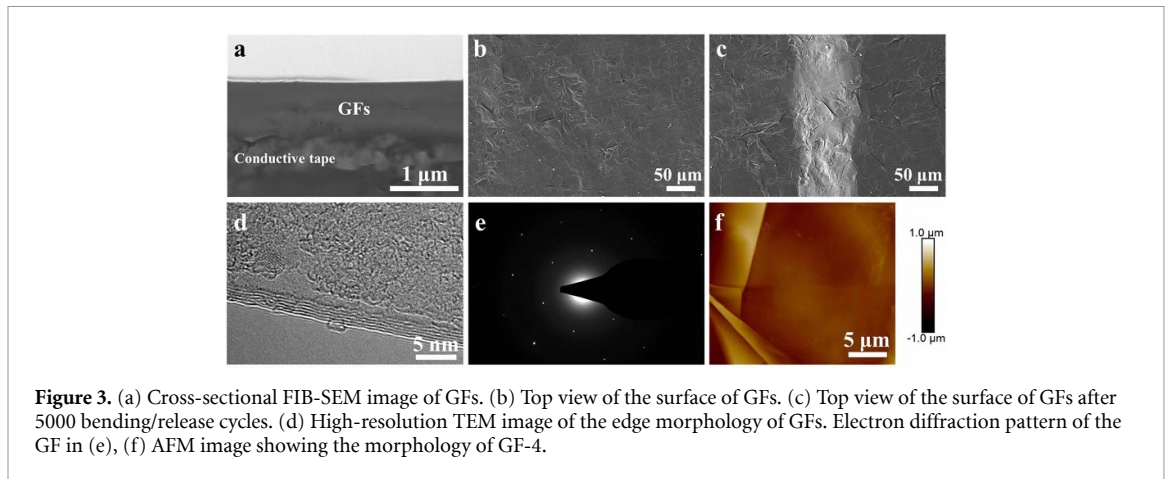 a
GFs
Conductive tape
1 μm
b
50 μm
c
50 μm
d
5 nm
e
f
5 μm
1.0 μm
-1.0 μm
Figure 3. (a) Cross-sectional FIB-SEM image of GFs. (b) Top view of the surface of GFs. (c) Top view of the surface of GFs after
5000 bending/release cycles. (d) High-resolution TEM image of the edge morphology of GFs. Electron diffraction pattern of the
GF in (e), (f) AFM image showing the morphology of GF-4.